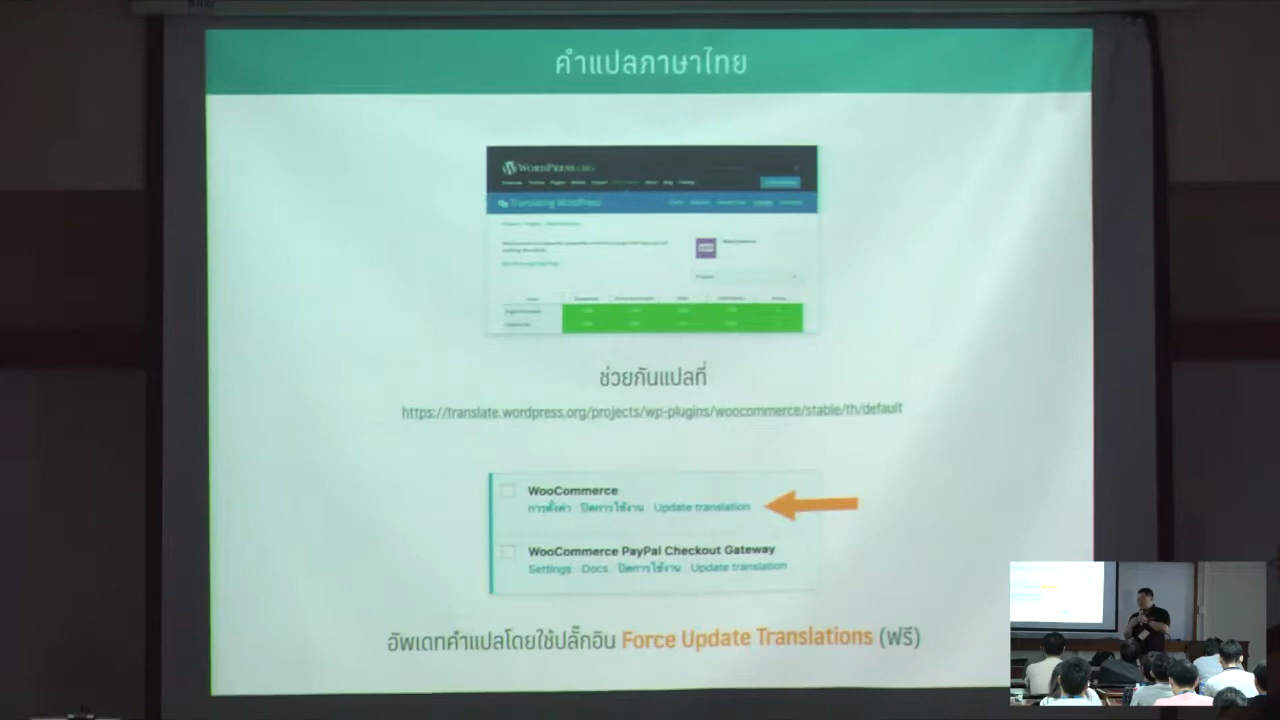 คำแปลภาษาไทย
WORDPRESS.ORG
Translating WordPress
ช่วยกันแปลที่
https://translate.wordpress.org/projects/wp-plugins/woocommerce/stable/th/default
WooCommerce
การตั้งค่า ปิดการใช้งาน Update translation
WooCommerce PayPal Checkout Gateway
Settings Docs ปิดการใช้งาน Update translation
อัพเดทคำแปลโดยใช้ปลั๊กอิน Force Update Translations (ฟรี)